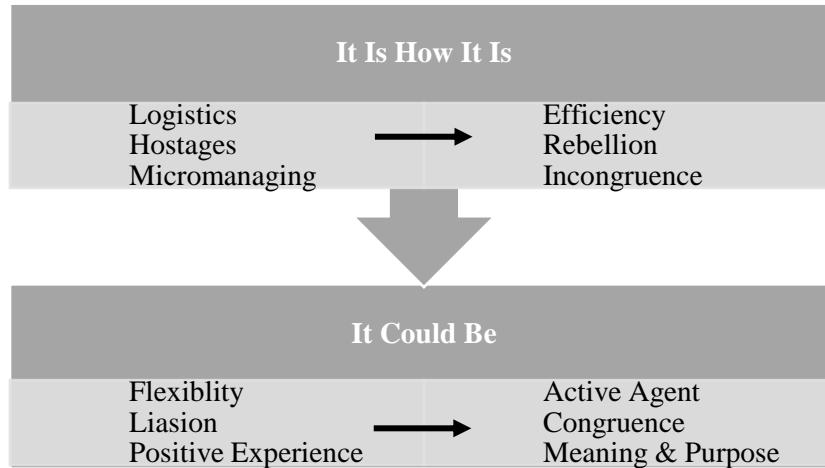 It Is How It Is
Logistics
Hostages
Micromanaging
Efficiency
Rebellion
Incongruence
It Could Be
Flexiblity
Liasion
Positive Experience
Active Agent
Congruence
Meaning & Purpose